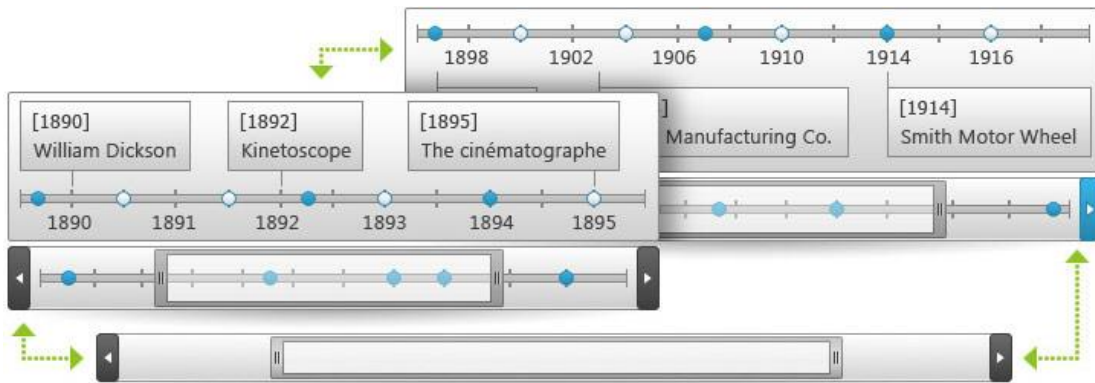 1898 1902 1906 1910 1914 1916
Manufacturing Co.
[1914]
Smith Motor Wheel
[1890]
William Dickson
[1892]
Kinetoscope
[1895]
The cinématographe
1890 1891 1892 1893 1894 1895